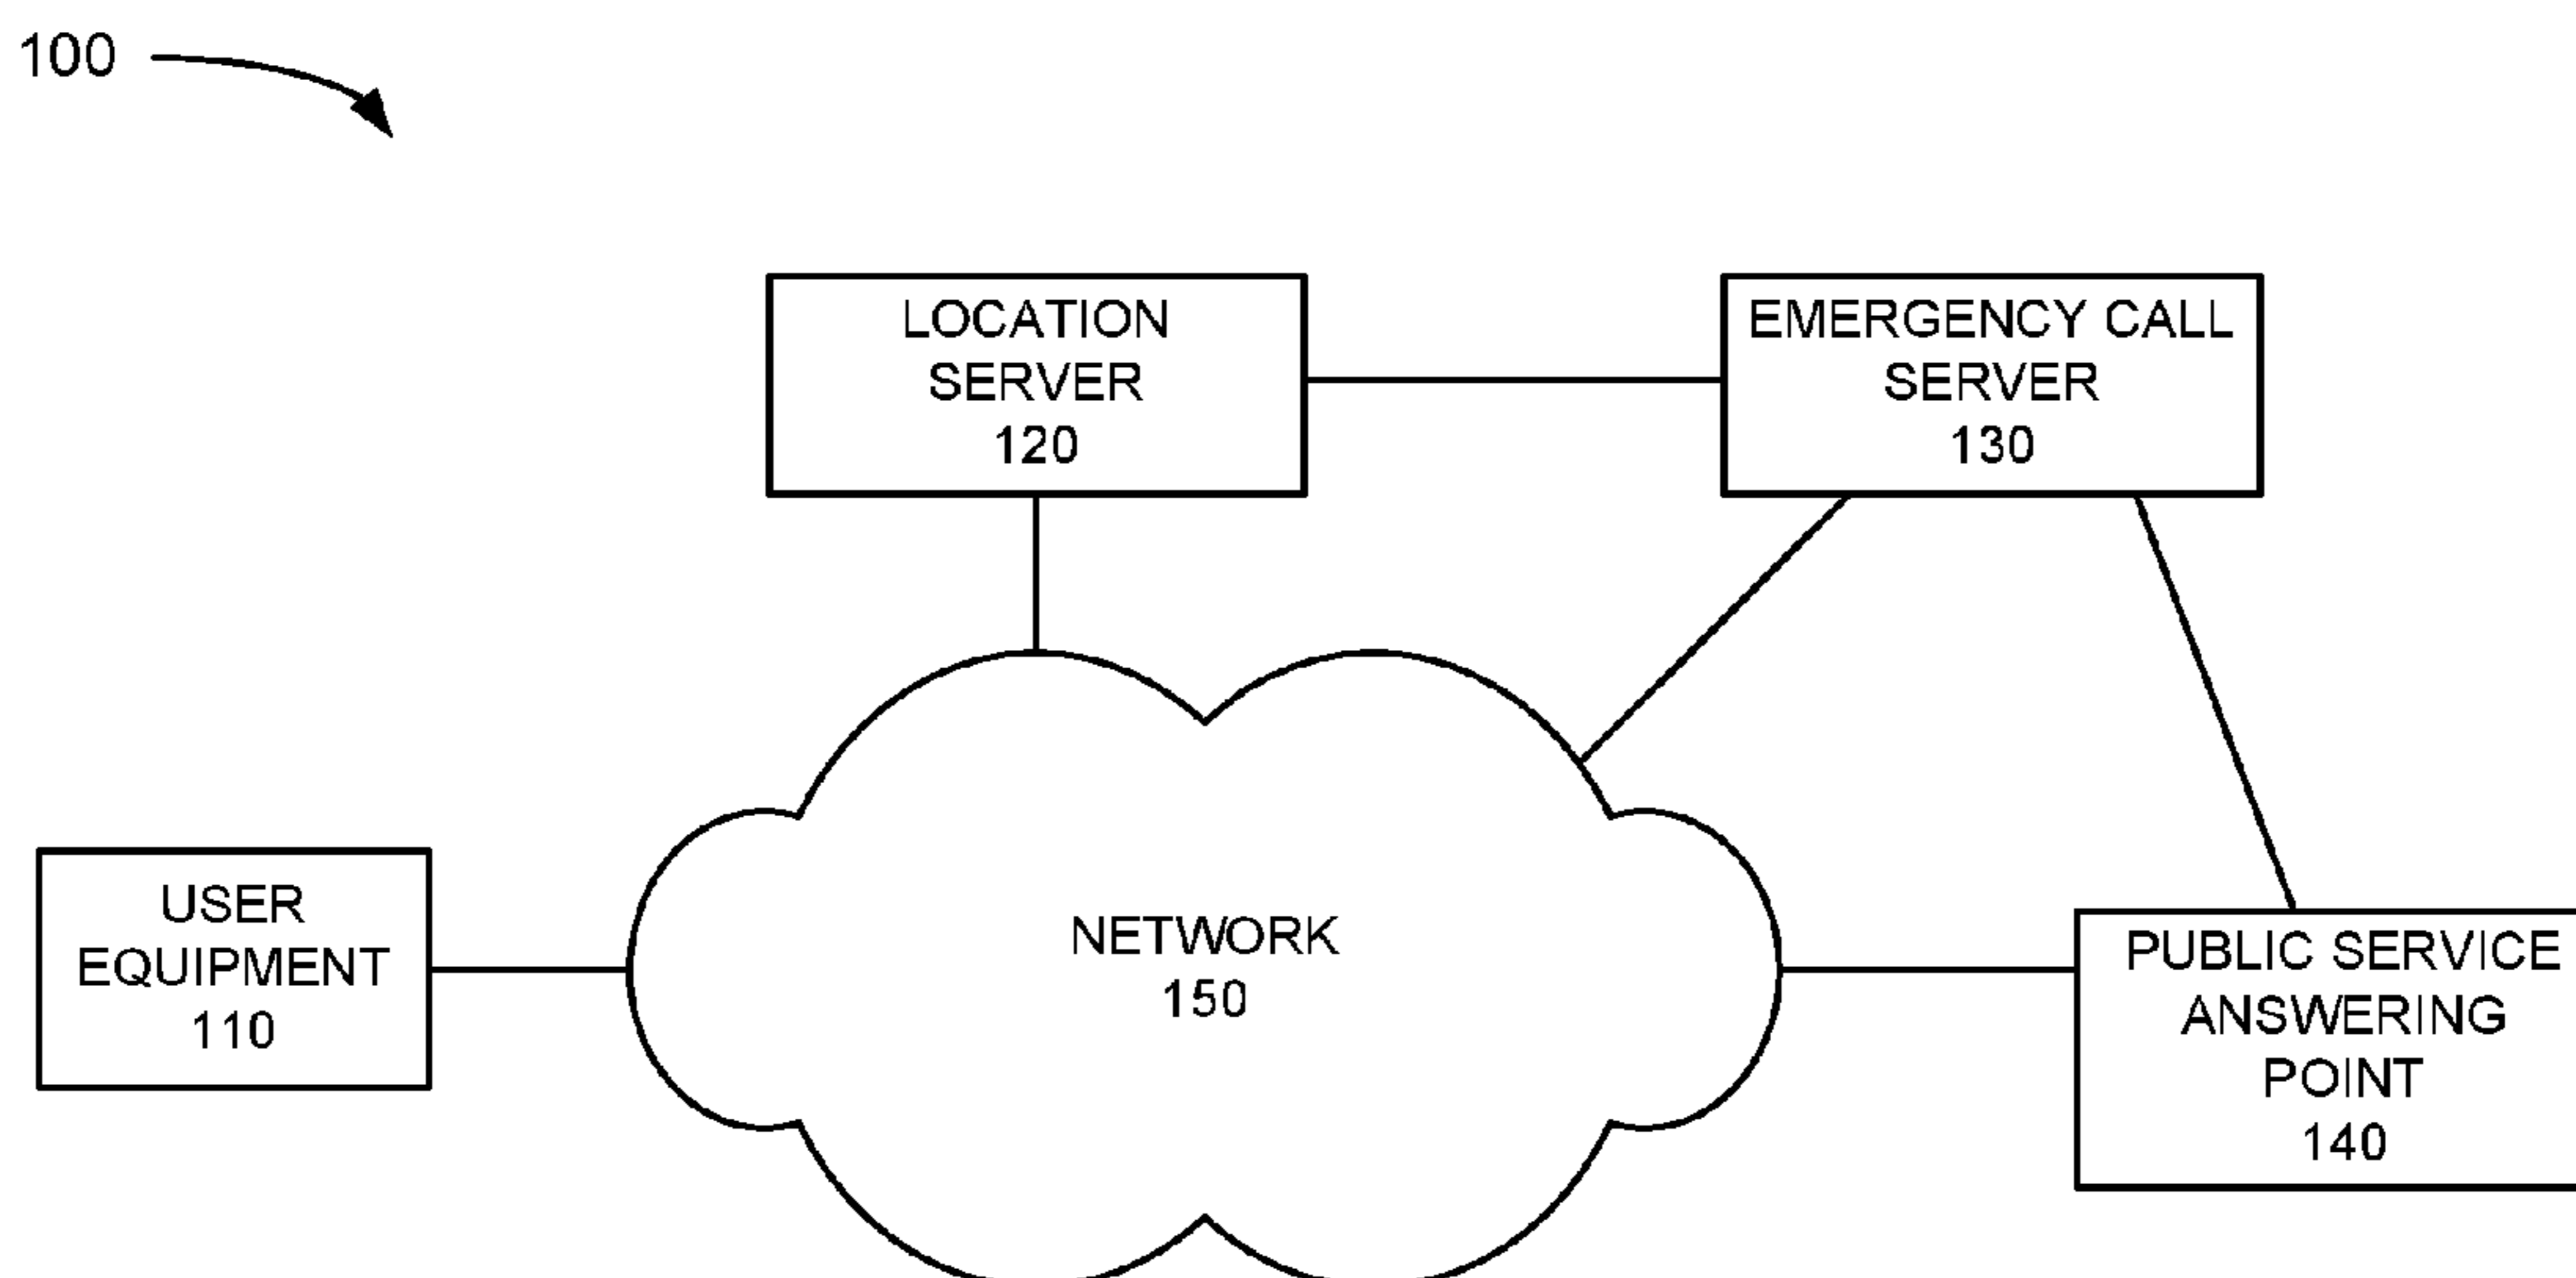 100
LOCATION
SERVER
120
EMERGENCY CALL
SERVER
130
USER
EQUIPMENT
110
NETWORK
150
PUBLIC SERVICE
ANSWERING
POINT
140